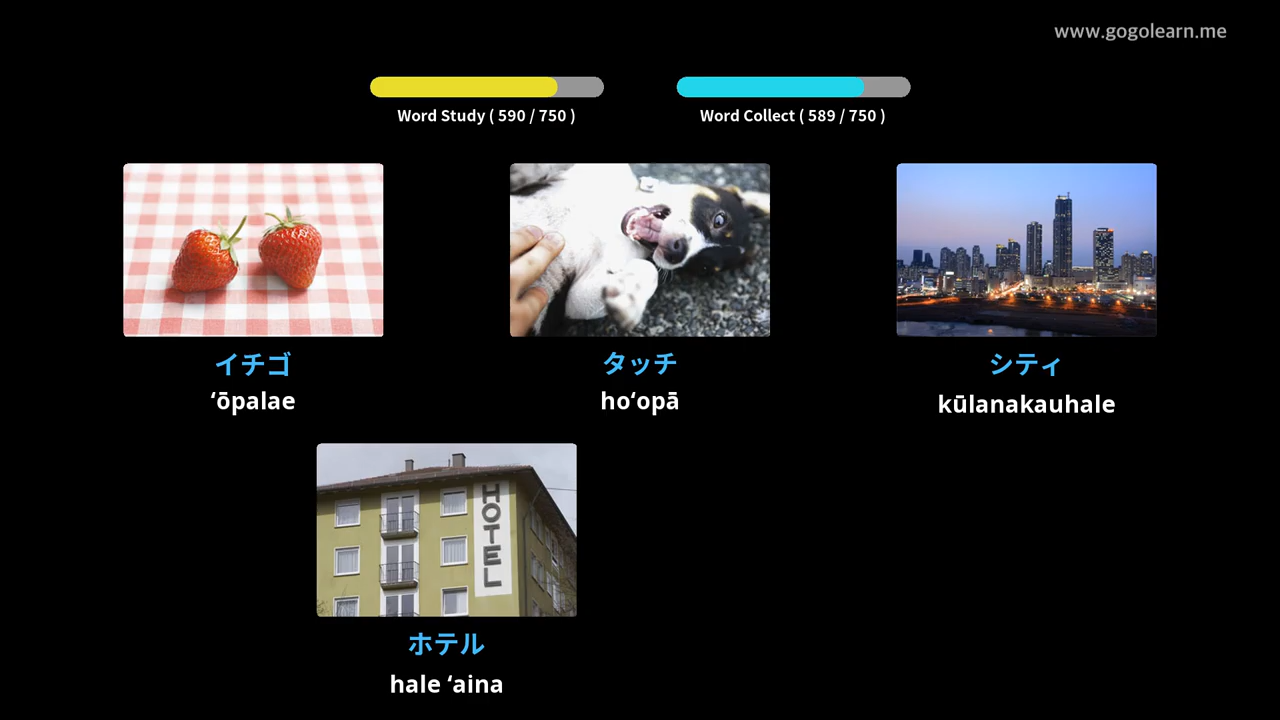 www.gogolearn.me
Word Study ( 590 / 750 )
Word Collect ( 589 / 750 )
イチゴ
ʻōpalae
タッチ
hoʻopā
シティ
kūlanakauhale
HOTEL
ホテル
hale ʻaina